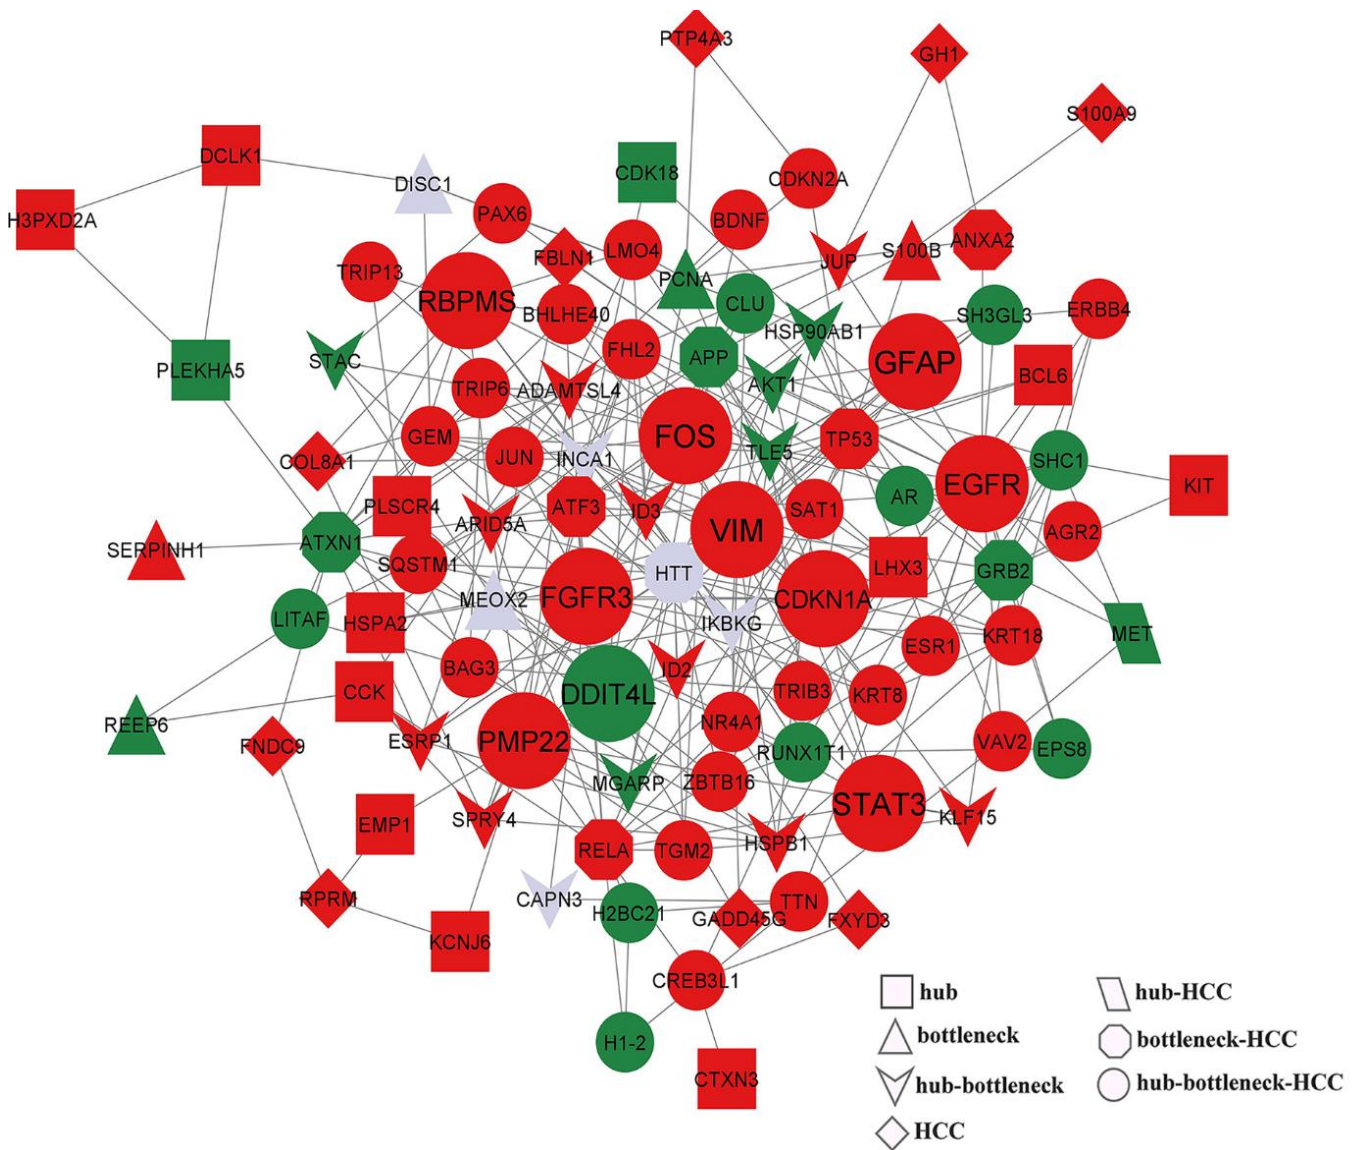 PTP4A3
GH1
S100A9
DCLK1
CDK18
CDKN2A
DISC1
H3PXD2A
PAX6
BDNF
LMO4
ANXA2
S100B
FBLN1
JUP
TRIP13
PCNA
RBPMS
CLU
ERBB4
BHLHE40
SH3GL3
HSP90AB1
FHL2
APP
STAC
GFAP
PLEKHA5
BCL6
AKT1
TRIP6
ADAMTSL4
GEM
FOS
TP53
TLE5
JUN
INCA1
COL8A1
SHC1
EGFR
KIT
AR
PLSCR4
ATF3
ID3
SAT1
ARID5A
VIM
AGR2
ATXN1
SERPINH1
SQSTM1
LHX3
GRB2
HTT
FGFR3
CDKN1A
MEOX2
LITAF
HSPA2
IKBKG
MET
KRT18
ESR1
BAG3
ID2
CCK
DDIT4L
TRIB3
KRT8
REEP6
NR4A1
FNDC9
ESRP1
PMP22
VAV2
EPS8
RUNX1T1
MGARP
ZBTB16
STAT3
EMP1
SPRY4
KLF15
HSPB1
RELA
TGM2
RPRM
CAPN3
TTN
H2BC21
GADD45G
FXYD3
KCNJ6
CREB3L1
H1-2
CTXN3
hub
hub-HCC
bottleneck
bottleneck-HCC
hub-bottleneck
hub-bottleneck-HCC
HCC